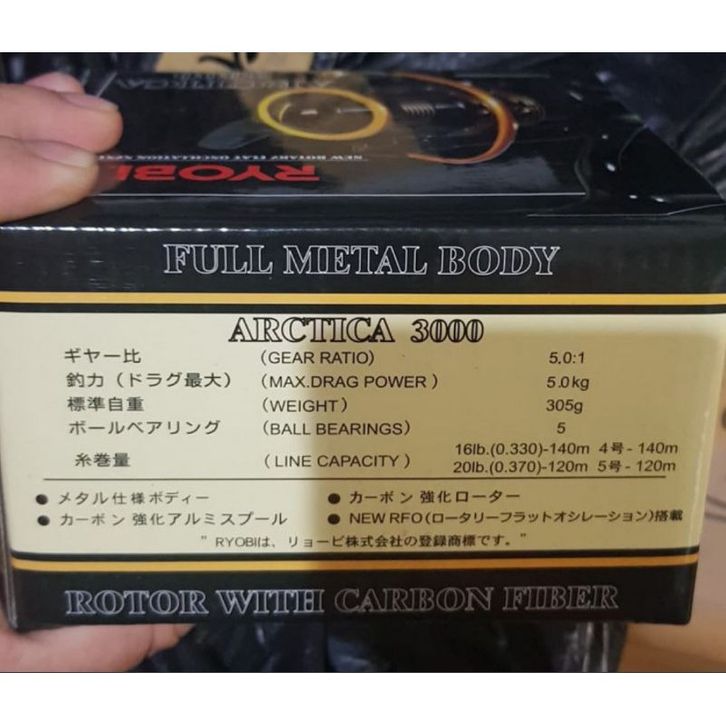 NEW ROTARY FLAT OSCILLATION
RYOBI
FULL METAL BODY
ARCTICA 3000
ギヤー比 (GEAR RATIO) 5.0:1
釣力（ドラグ最大） (MAX.DRAG POWER ) 5.0kg
標準自重 (WEIGHT) 305g
ボールベアリング (BALL BEARINGS) 5
糸巻量 ( LINE CAPACITY ) 16lb.(0.330)-140m 4号 - 140m
20lb.(0.370)-120m 5号 - 120m
● メタル仕様ボディー ● カーボン 強化ローター
● カーボン 強化アルミスプール ● NEW RFO(ロータリーフラットオシレーション)搭載
" RYOBIは、リョービ株式会社の登録商標です。"
ROTOR WITH CARBON FIBER